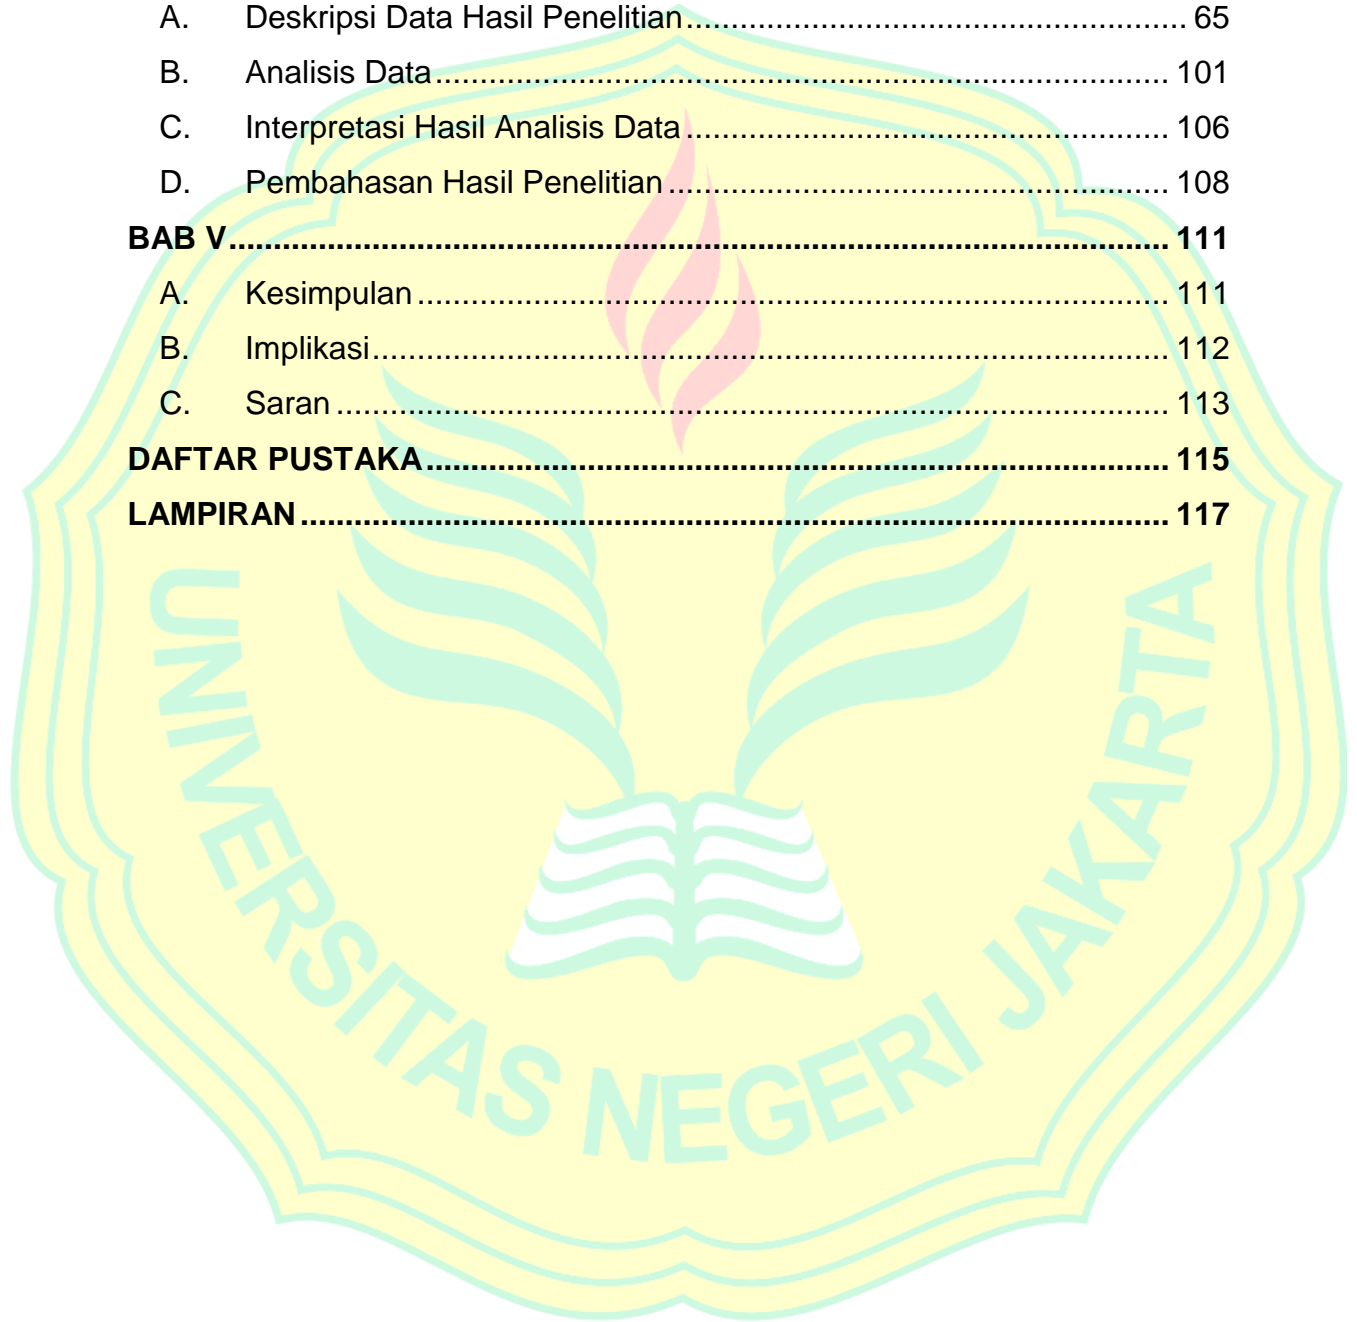 A. Deskripsi Data Hasil Penelitian........................................................ 65
B. Analisis Data.................................................................................... 101
C. Interpretasi Hasil Analisis Data....................................................... 106
D. Pembahasan Hasil Penelitian......................................................... 108
BAB V............................................................................................... 111
A. Kesimpulan...................................................................................... 111
B. Implikasi........................................................................................... 112
C. Saran............................................................................................... 113
DAFTAR PUSTAKA........................................................................... 115
LAMPIRAN........................................................................................ 117
UNIVERSITAS NEGERI JAKARTA